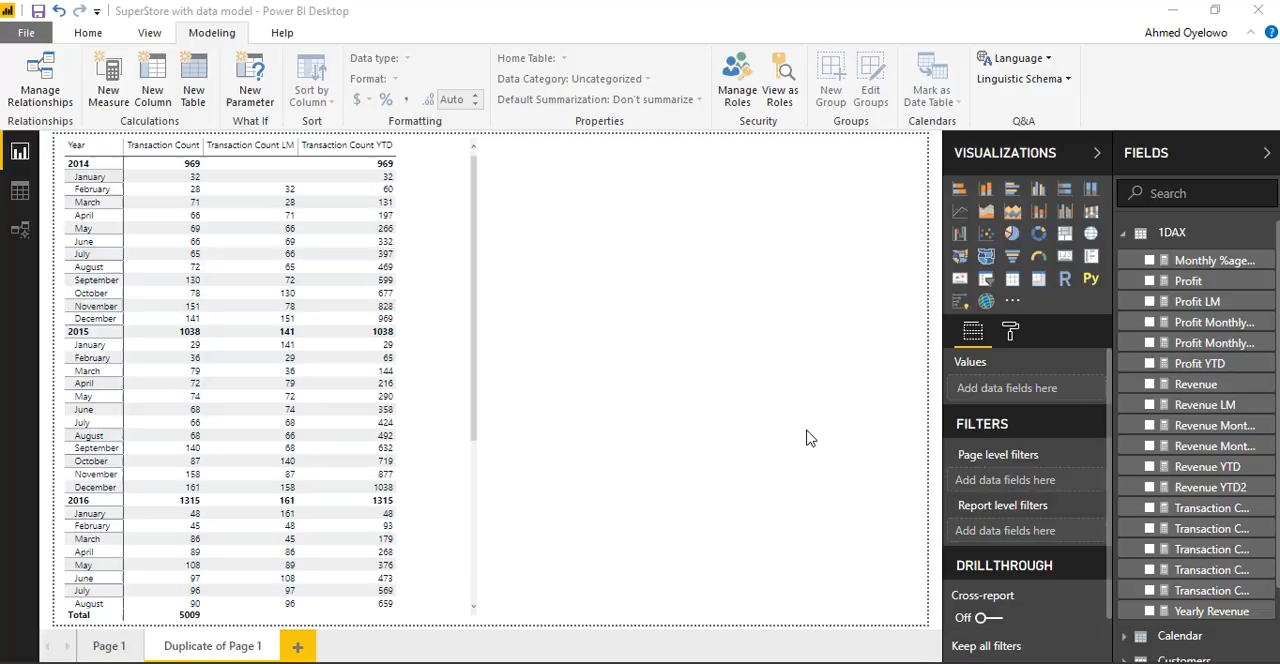 SuperStore with data model - Power BI Desktop
File Home View Modeling Help Ahmed Oyelowo ?
Manage Relationships
New Measure
New Column
New Table
New Parameter
Sort by Column
Data type:
Format:
$ % , .00 Auto
Home Table:
Data Category: Uncategorized
Default Summarization: Don't summarize
Manage Roles
View as Roles
New Group
Edit Groups
Mark as Date Table
Language
Linguistic Schema
Relationships Calculations What If Sort Formatting Properties Security Groups Calendars Q&A
Year Transaction Count Transaction Count LM Transaction Count YTD
2014 969 969
January 32 32
February 28 32 60
March 71 28 131
April 66 71 197
May 69 66 266
June 66 69 332
July 65 66 397
August 72 65 469
September 130 72 599
October 78 130 677
November 151 78 828
December 141 151 969
2015 1038 141 1038
January 29 141 29
February 36 29 65
March 79 36 144
April 72 79 216
May 74 72 290
June 68 74 358
July 66 68 424
August 68 66 492
September 140 68 632
October 87 140 719
November 158 87 877
December 161 158 1038
2016 1315 161 1315
January 48 161 48
February 45 48 93
March 86 45 179
April 89 86 268
May 108 89 376
June 97 108 473
July 96 97 569
August 90 96 659
Total 5009
VISUALIZATIONS
R Py
...
Values
Add data fields here
FILTERS
Page level filters
Add data fields here
Report level filters
Add data fields here
DRILLTHROUGH
Cross-report
Off
Keep all filters
FIELDS
Search
1DAX
Monthly %age...
Profit
Profit LM
Profit Monthly...
Profit Monthly...
Profit YTD
Revenue
Revenue LM
Revenue Mont...
Revenue Mont...
Revenue YTD
Revenue YTD2
Transaction C...
Transaction C...
Transaction C...
Transaction C...
Transaction C...
Yearly Revenue
Calendar
Customers
Page 1 Duplicate of Page 1 +